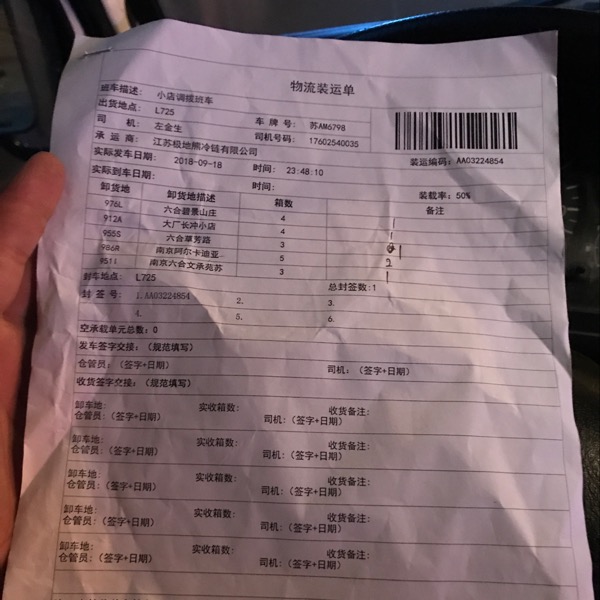 物流装运单
班车描述: 小店调拨班车
出货地点: L725
司 机: 左金生 车 牌 号: 苏AM6798
承 运 商: 江苏极地熊冷链有限公司 司机号码: 17602540035
实际发车日期: 2018-09-18 时间: 23:48:10 装运编码: AA03224854
实际到车日期: 时间: 装载率: 50%
卸货地 卸货地描述 箱数 备注
976L 六合碧景山庄 4 1
912A 大厂长冲小店 4 1
955S 六合草芳路 3
986R 南京阿尔卡迪亚 5 2
951I 南京六合文承苑苏 3 1
卸车地点: L725 总封签数:1
封 签 号: 1.AA03224854 2. 3.
4. 5. 6.
空承载单元总数: 0
发车签字交接: (规范填写)
仓管员: (签字+日期) 司机: (签字+日期)
收货签字交接: (规范填写)
卸车地: 实收箱数: 收货备注:
仓管员: (签字+日期) 司机: (签字+日期)
卸车地: 实收箱数: 收货备注:
仓管员: (签字+日期) 司机: (签字+日期)
卸车地: 实收箱数: 收货备注:
仓管员: (签字+日期) 司机: (签字+日期)
卸车地: 实收箱数: 收货备注:
仓管员: (签字+日期) 司机: (签字+日期)
卸车地: 实收箱数: 收货备注:
仓管员: (签字+日期) 司机: (签字+日期)